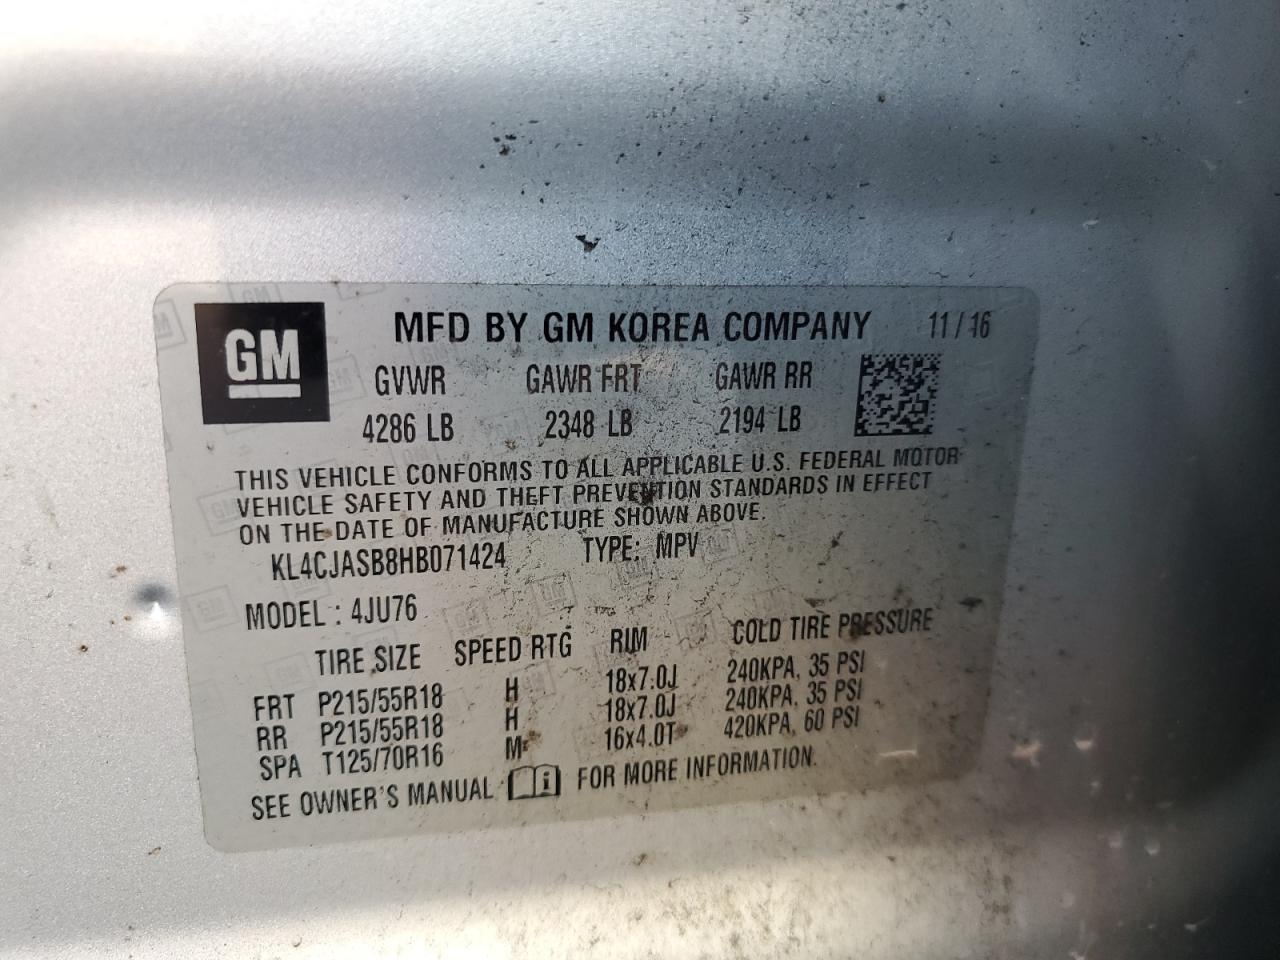 GM
MFD BY GM KOREA COMPANY 11/16
GVWR GAWR FRT GAWR RR
4286 LB 2348 LB 2194 LB
THIS VEHICLE CONFORMS TO ALL APPLICABLE U.S. FEDERAL MOTOR
VEHICLE SAFETY AND THEFT PREVENTION STANDARDS IN EFFECT
ON THE DATE OF MANUFACTURE SHOWN ABOVE.
KL4CJASB8HB071424 TYPE: MPV
MODEL : 4JU76
TIRE SIZE SPEED RTG RIM COLD TIRE PRESSURE
FRT P215/55R18 H 18x7.0J 240KPA, 35 PSI
RR P215/55R18 H 18x7.0J 240KPA, 35 PSI
SPA T125/70R16 M 16x4.0T 420KPA, 60 PSI
SEE OWNER'S MANUAL i FOR MORE INFORMATION.